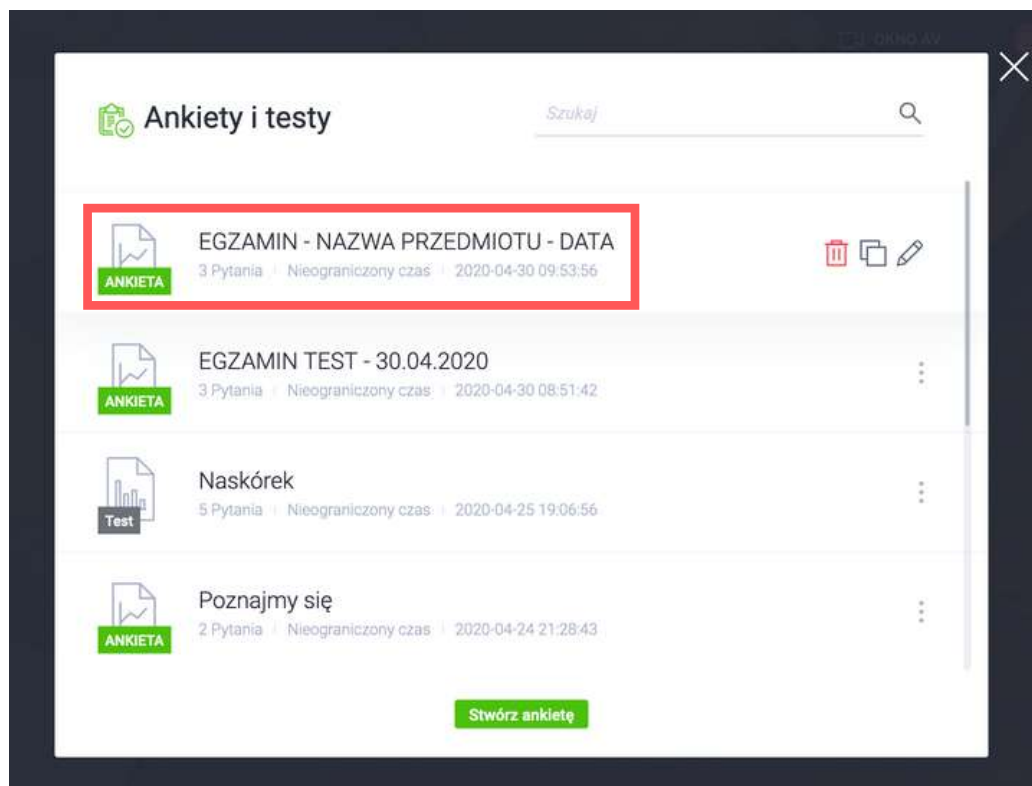 OKNO AV
Ankiety i testy
Szukaj
EGZAMIN - NAZWA PRZEDMIOTU - DATA
ANKIETA
3 Pytania | Nieograniczony czas | 2020-04-30 09:53:56
EGZAMIN TEST - 30.04.2020
ANKIETA
3 Pytania | Nieograniczony czas | 2020-04-30 08:51:42
Naskórek
Test
5 Pytania | Nieograniczony czas | 2020-04-25 19:06:56
Poznajmy się
ANKIETA
2 Pytania | Nieograniczony czas | 2020-04-24 21:28:43
Stwórz ankietę